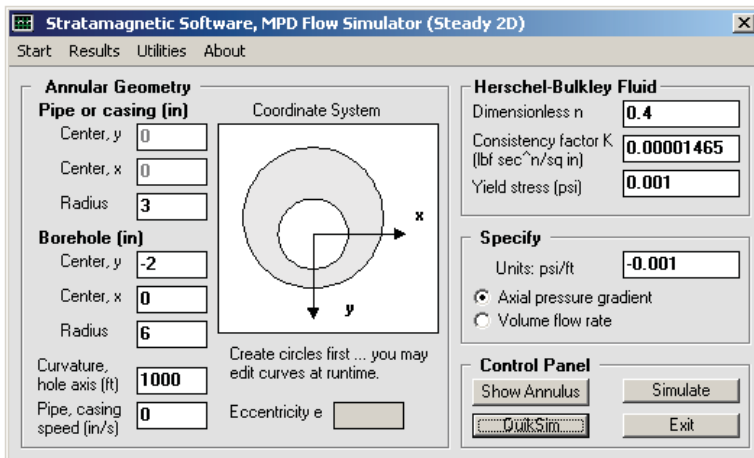 Stratamagnetic Software, MPD Flow Simulator (Steady 2D)
Start Results Utilities About
Annular Geometry
Pipe or casing (in)
Center, y 0
Center, x 0
Radius 3
Borehole (in)
Center, y -2
Center, x 0
Radius 6
Curvature,
hole axis (ft) 1000
Pipe, casing
speed (in/s) 0
Coordinate System
x
y
Create circles first ... you may
edit curves at runtime.
Eccentricity e
Herschel-Bulkley Fluid
Dimensionless n 0.4
Consistency factor K
(lbf sec^n/sq in) 0.00001465
Yield stress (psi) 0.001
Specify
Units: psi/ft -0.001
Axial pressure gradient
Volume flow rate
Control Panel
Show Annulus Simulate
QuikSim Exit